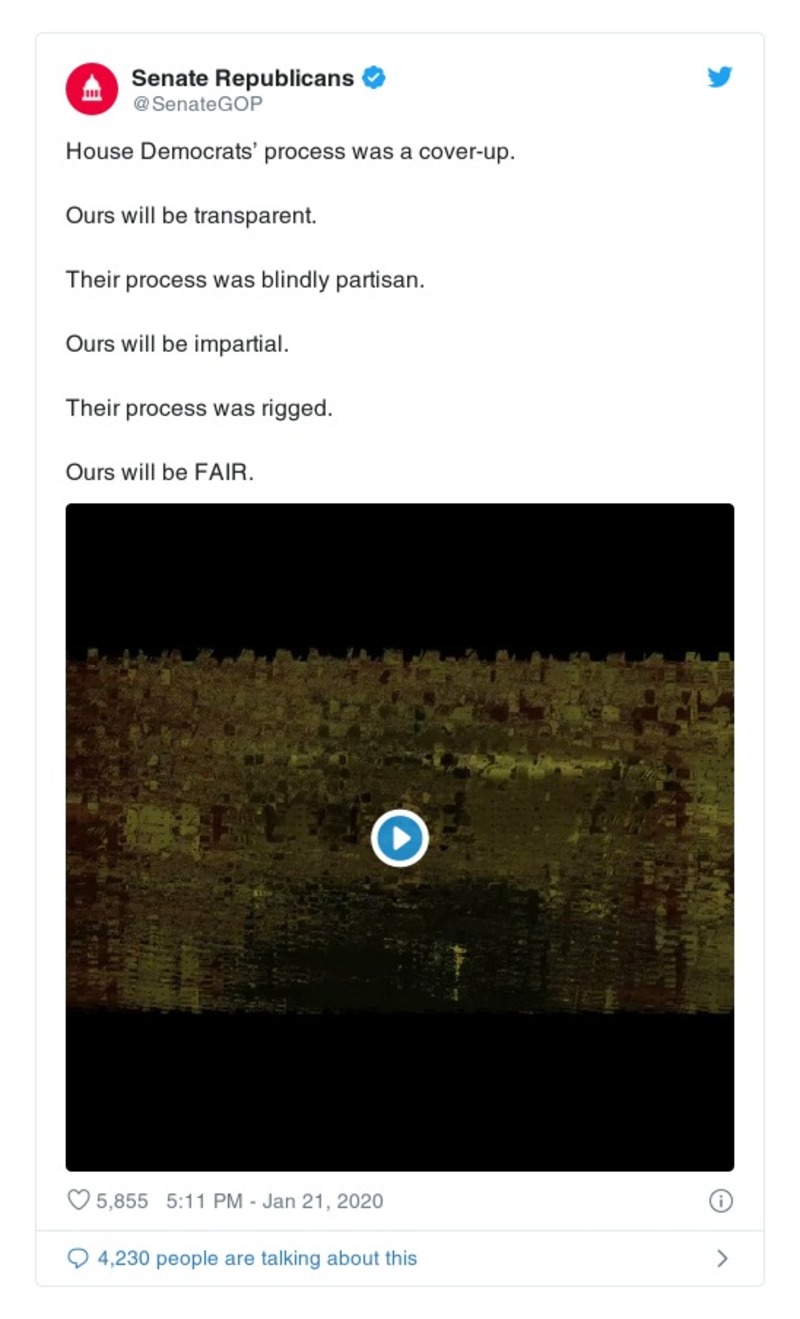 Senate Republicans
@SenateGOP
House Democrats’ process was a cover-up.
Ours will be transparent.
Their process was blindly partisan.
Ours will be impartial.
Their process was rigged.
Ours will be FAIR.
5,855 5:11 PM - Jan 21, 2020
4,230 people are talking about this